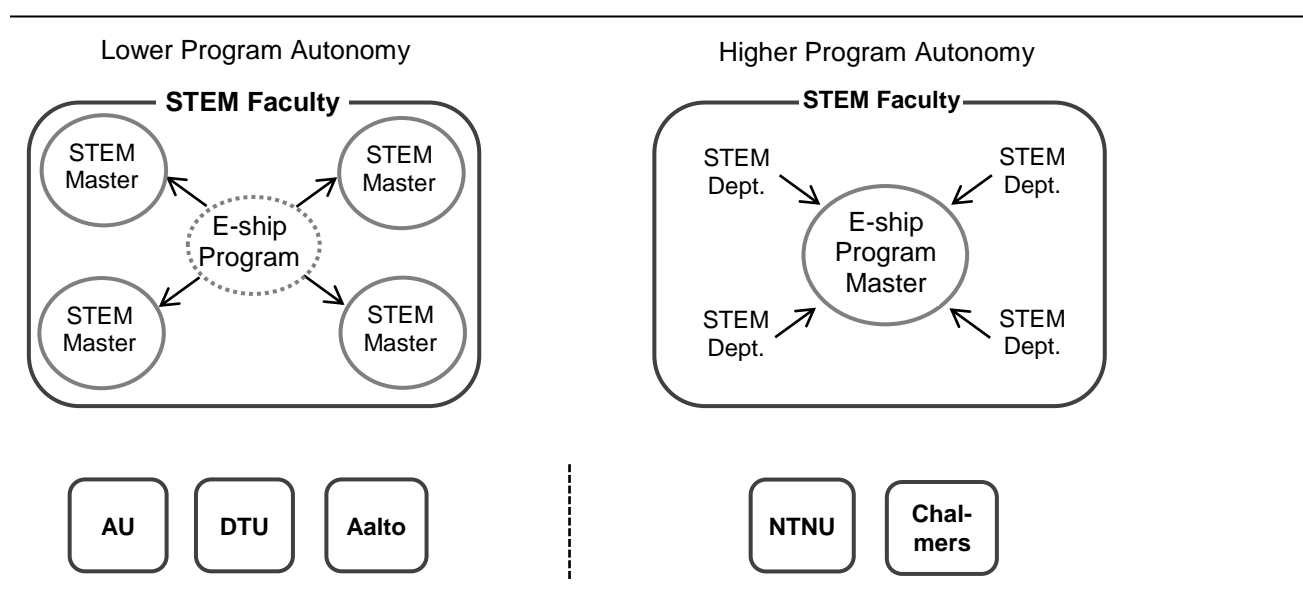 Lower Program Autonomy
STEM Faculty
STEM
Master
STEM
Master
E-ship
Program
STEM
Master
STEM
Master
Higher Program Autonomy
STEM Faculty
STEM
Dept.
STEM
Dept.
E-ship
Program
Master
STEM
Dept.
STEM
Dept.
AU
DTU
Aalto
NTNU
Chal-
mers